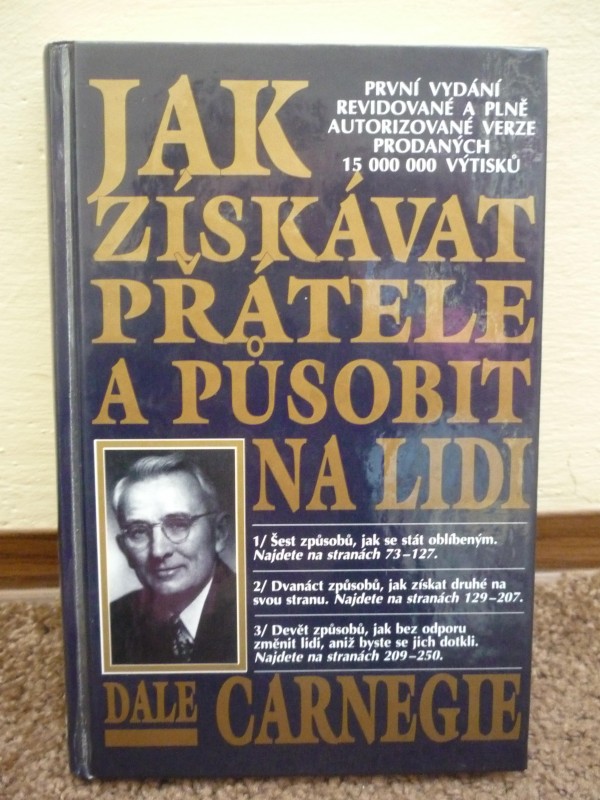 JAK
PRVNÍ VYDÁNÍ
REVIDOVANÉ A PLNĚ
AUTORIZOVANÉ VERZE
PRODANÝCH
15 000 000 VÝTISKŮ
ZÍSKÁVAT
PŘÁTELE
A PŮSOBIT
NA LIDI
1/ Šest způsobů, jak se stát oblíbeným.
Najdete na stranách 73–127.
2/ Dvanáct způsobů, jak získat druhé na
svou stranu. Najdete na stranách 129–207.
3/ Devět způsobů, jak bez odporu
změnit lidi, aniž byste se jich dotkli.
Najdete na stranách 209–250.
DALE CARNEGIE